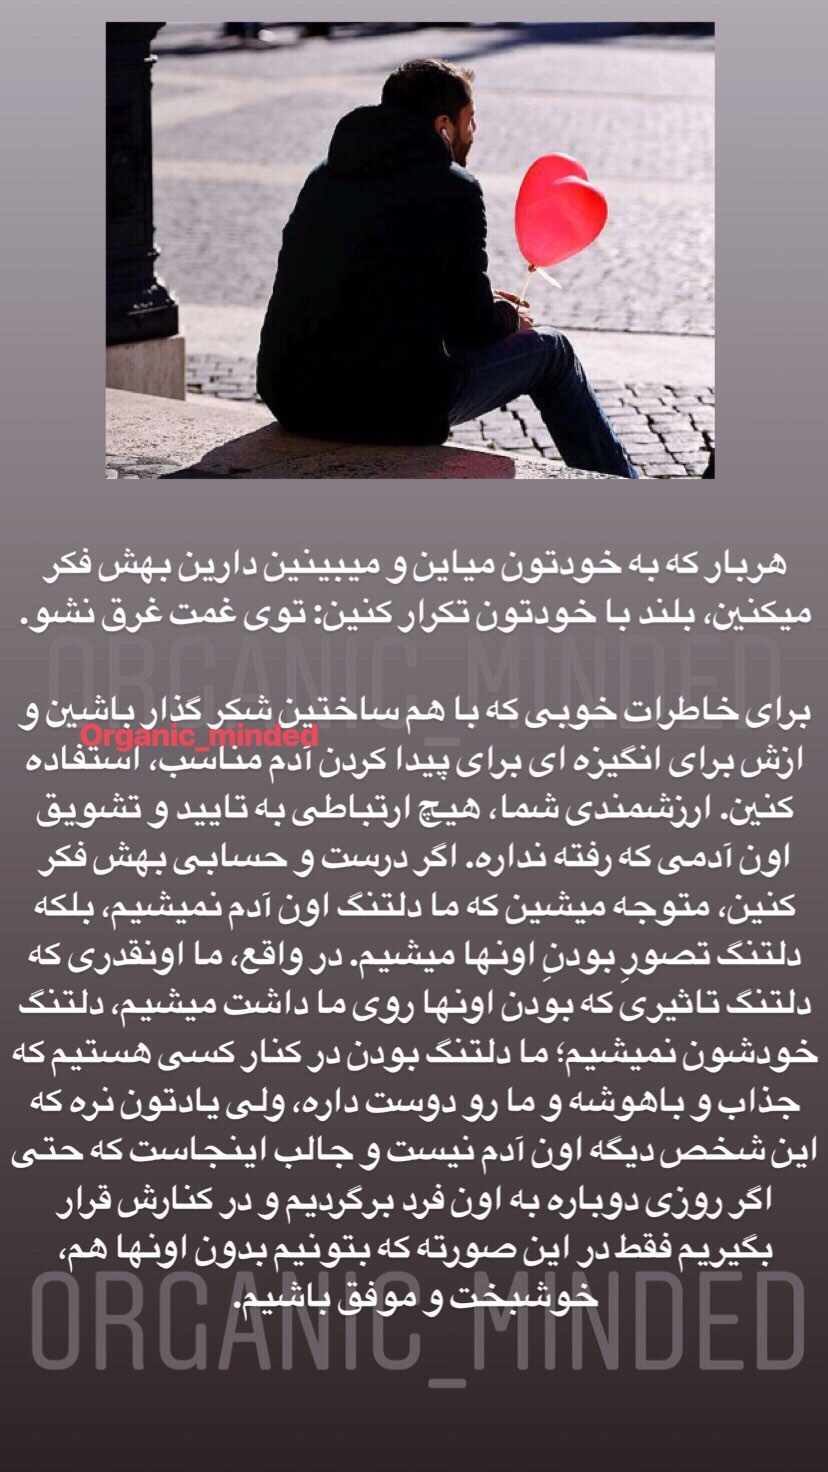 هربار که به خودتون میاین و میبینین دارین بهش فکر
میکنین، بلند با خودتون تکرار کنین: توی غمت غرق نشو.
ORGANIC_MINDED
برای خاطرات خوبی که با هم ساختین شکر گذار باشین و
Organic_minded
ازش برای انگیزه ای برای پیدا کردن آدم مناسب، استفاده
کنین. ارزشمندی شما، هیچ ارتباطی به تایید و تشویق
اون آدمی که رفته نداره. اگر درست و حسابی بهش فکر
کنین، متوجه میشین که ما دلتنگ اون آدم نمیشیم، بلکه
دلتنگ تصورِ بودنِ اونها میشیم. در واقع، ما اونقدری که
دلتنگ تاثیری که بودن اونها روی ما داشت میشیم، دلتنگ
خودشون نمیشیم؛ ما دلتنگ بودن در کنار کسی هستیم که
جذاب و باهوشه و ما رو دوست داره، ولی یادتون نره که
این شخص دیگه اون آدم نیست و جالب اینجاست که حتی
اگر روزی دوباره به اون فرد برگردیم و در کنارش قرار
بگیریم فقط در این صورته که بتونیم بدون اونها هم،
خوشبخت و موفق باشیم.
ORGANIC_MINDED